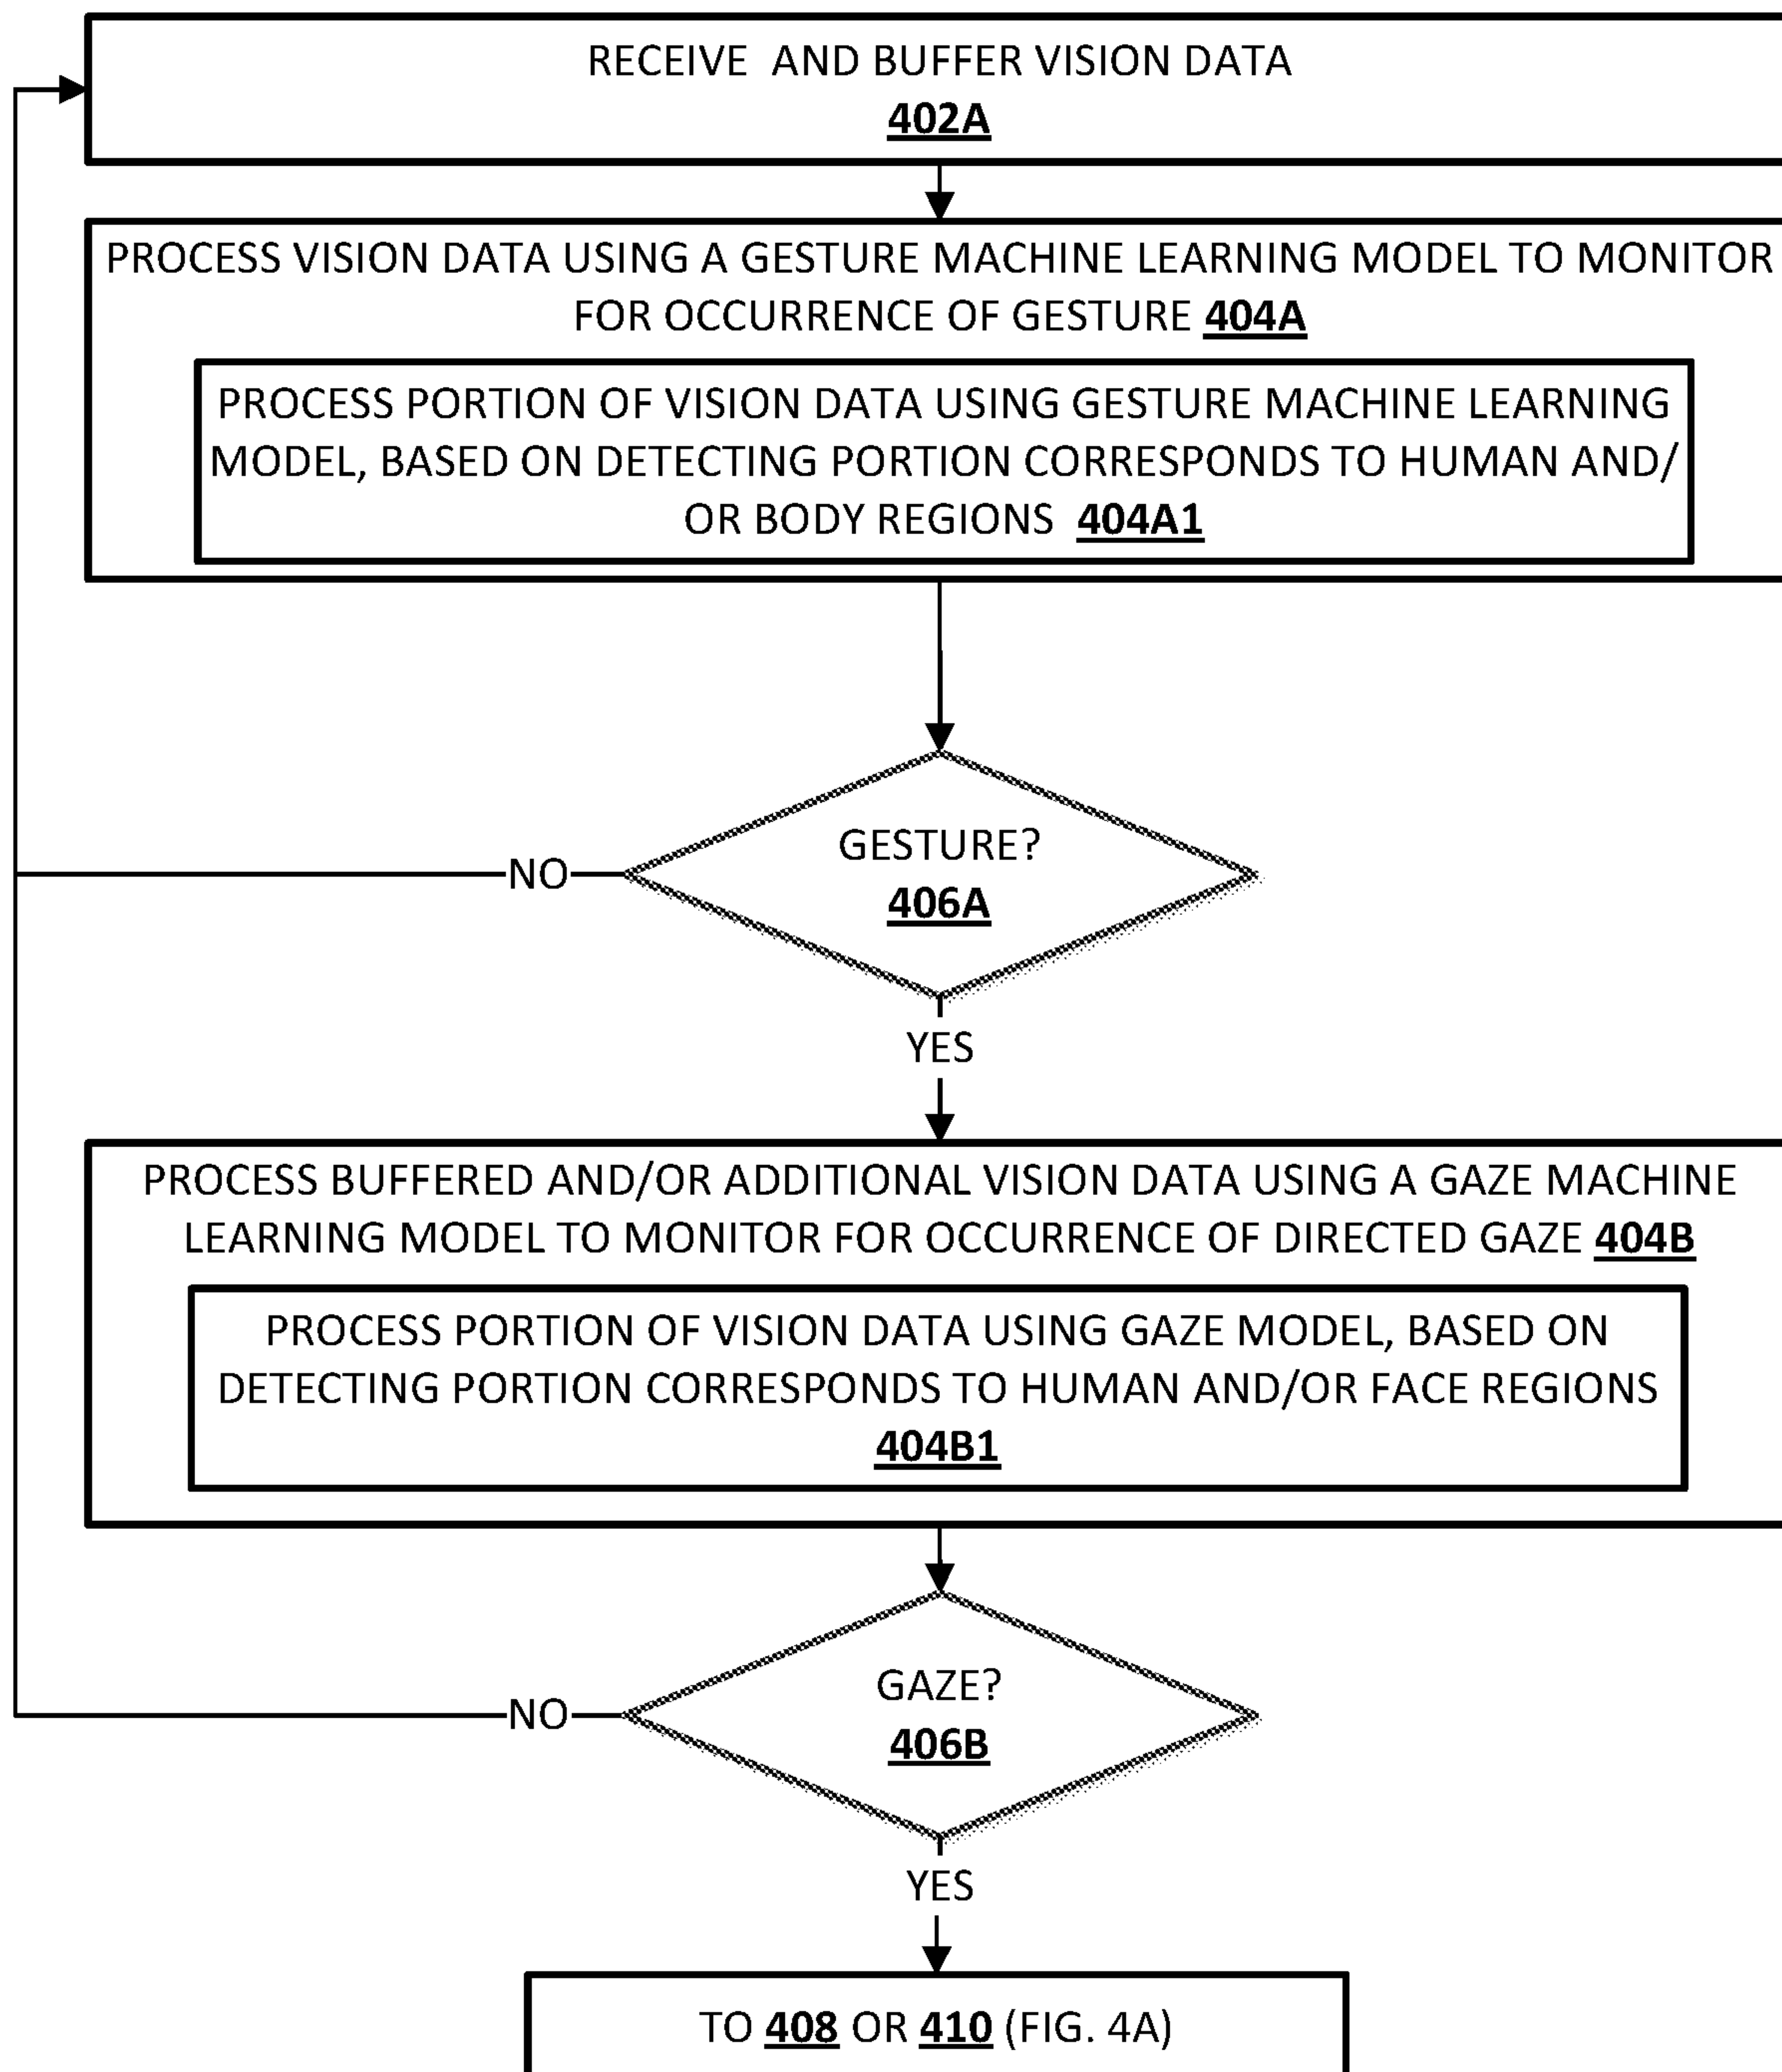 RECEIVE AND BUFFER VISION DATA
402A
PROCESS VISION DATA USING A GESTURE MACHINE LEARNING MODEL TO MONITOR
FOR OCCURRENCE OF GESTURE 404A
PROCESS PORTION OF VISION DATA USING GESTURE MACHINE LEARNING
MODEL, BASED ON DETECTING PORTION CORRESPONDS TO HUMAN AND/
OR BODY REGIONS 404A1
GESTURE?
406A
NO
YES
PROCESS BUFFERED AND/OR ADDITIONAL VISION DATA USING A GAZE MACHINE
LEARNING MODEL TO MONITOR FOR OCCURRENCE OF DIRECTED GAZE 404B
PROCESS PORTION OF VISION DATA USING GAZE MODEL, BASED ON
DETECTING PORTION CORRESPONDS TO HUMAN AND/OR FACE REGIONS
404B1
GAZE?
406B
NO
YES
TO 408 OR 410 (FIG. 4A)